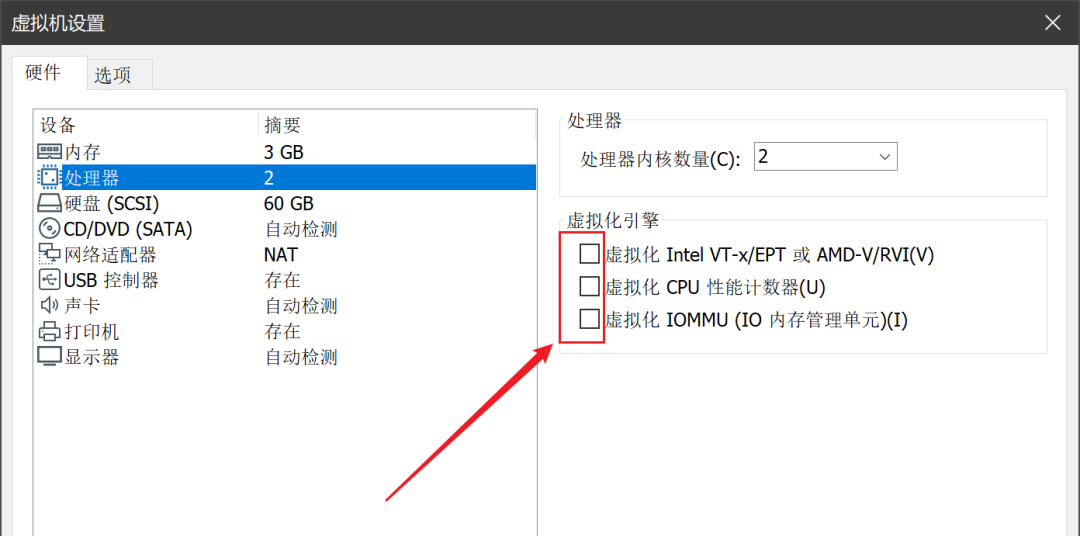 虚拟机设置
硬件 选项
设备 摘要
内存 3 GB
处理器 2
硬盘 (SCSI) 60 GB
CD/DVD (SATA) 自动检测
网络适配器 NAT
USB 控制器 存在
声卡 自动检测
打印机 存在
显示器 自动检测
处理器
处理器内核数量(C): 2
虚拟化引擎
虚拟化 Intel VT-x/EPT 或 AMD-V/RVI(V)
虚拟化 CPU 性能计数器(U)
虚拟化 IOMMU (IO 内存管理单元)(I)